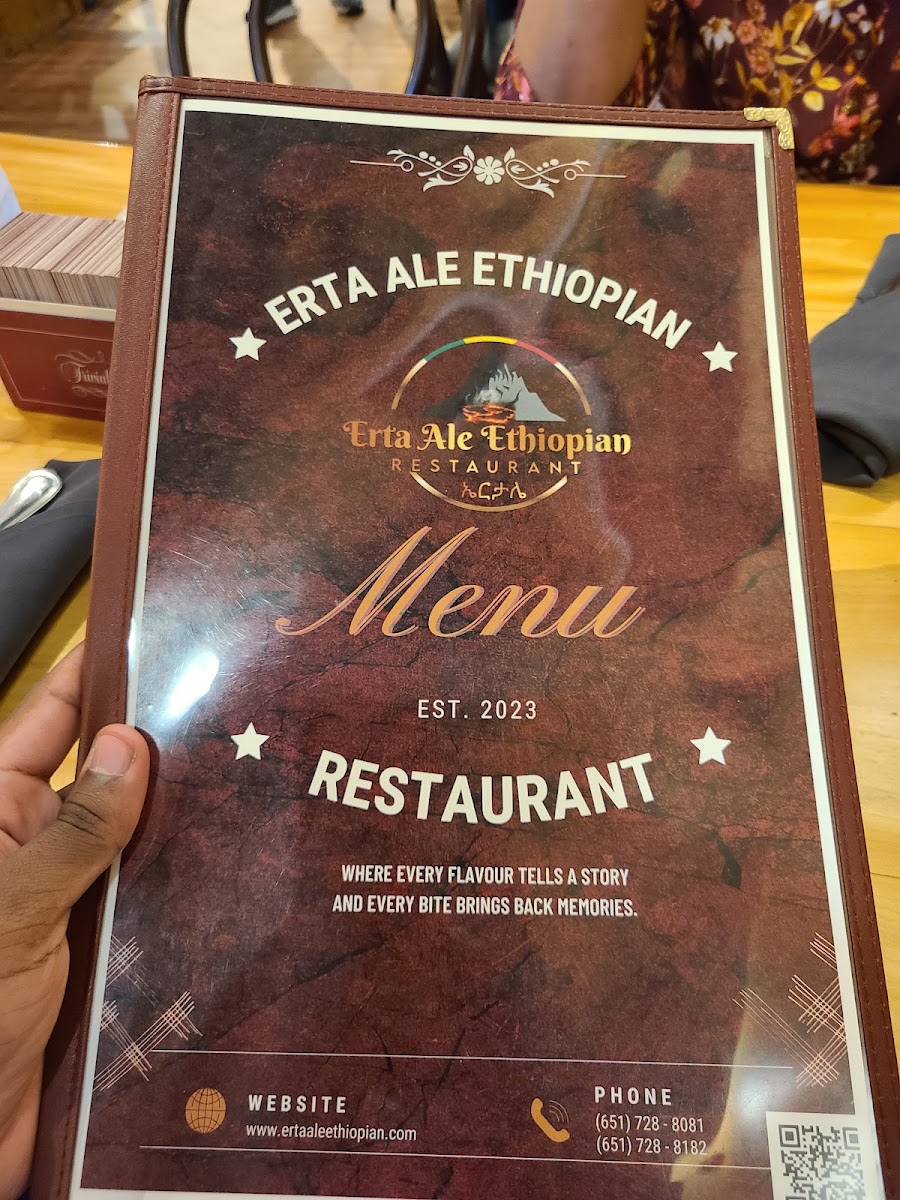 ERTA ALE ETHIOPIAN
Erta Ale Ethiopian
RESTAURANT
ኤርታሌ
Menu
EST. 2023
RESTAURANT
WHERE EVERY FLAVOUR TELLS A STORY
AND EVERY BITE BRINGS BACK MEMORIES.
WEBSITE
www.ertaaleethiopian.com
PHONE
(651) 728 - 8081
(651) 728 - 8182
Trivial